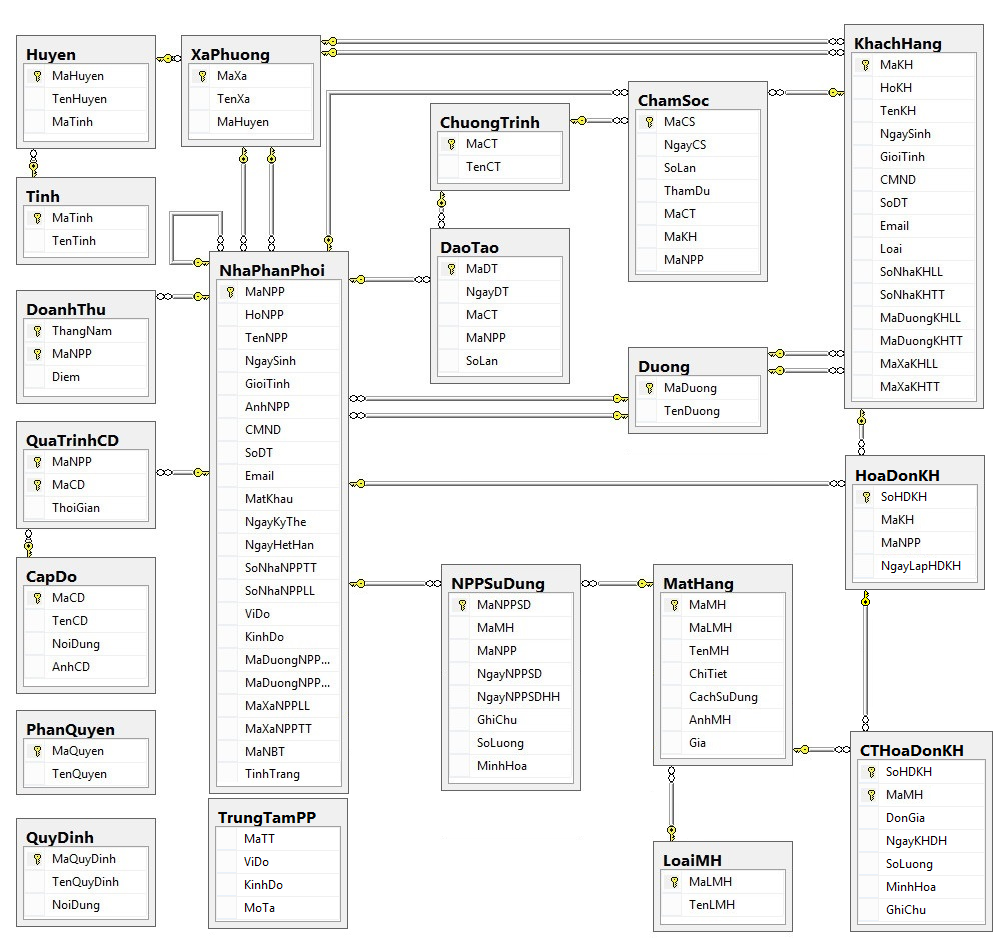 Huyen
MaHuyen
TenHuyen
MaTinh
XaPhuong
MaXa
TenXa
MaHuyen
KhachHang
MaKH
HoKH
TenKH
NgaySinh
GioiTinh
CMND
SoDT
Email
Loai
SoNhaKHLL
SoNhaKHTT
MaDuongKHLL
MaDuongKHTT
MaXaKHLL
MaXaKHTT
ChamSoc
MaCS
NgayCS
SoLan
ThamDu
MaCT
MaKH
MaNPP
ChuongTrinh
MaCT
TenCT
Tinh
MaTinh
TenTinh
DaoTao
MaDT
NgayDT
MaCT
MaNPP
SoLan
NhaPhanPhoi
MaNPP
HoNPP
TenNPP
NgaySinh
GioiTinh
AnhNPP
CMND
SoDT
Email
MatKhau
NgayKyThe
NgayHetHan
SoNhaNPPTT
SoNhaNPPLL
ViDo
KinhDo
MaDuongNPP...
MaDuongNPP...
MaXaNPPLL
MaXaNPPTT
MaNBT
TinhTrang
DoanhThu
ThangNam
MaNPP
Diem
Duong
MaDuong
TenDuong
QuaTrinhCD
MaNPP
MaCD
ThoiGian
HoaDonKH
SoHDKH
MaKH
MaNPP
NgayLapHDKH
CapDo
MaCD
TenCD
NoiDung
AnhCD
NPPSuDung
MaNPPSD
MaMH
MaNPP
NgayNPPSD
NgayNPPSDHH
GhiChu
SoLuong
MinhHoa
MatHang
MaMH
MaLMH
TenMH
ChiTiet
CachSuDung
AnhMH
Gia
PhanQuyen
MaQuyen
TenQuyen
CTHoaDonKH
SoHDKH
MaMH
DonGia
NgayKHDH
SoLuong
MinhHoa
GhiChu
TrungTamPP
MaTT
ViDo
KinhDo
MoTa
QuyDinh
MaQuyDinh
TenQuyDinh
NoiDung
LoaiMH
MaLMH
TenLMH